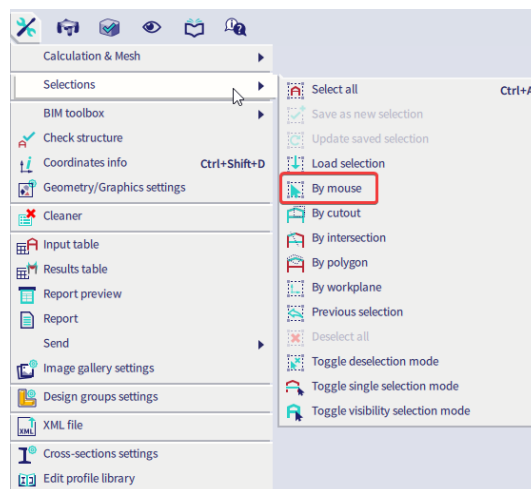 Calculation & Mesh
Selections
BIM toolbox
Check structure
Coordinates info Ctrl+Shift+D
Geometry/Graphics settings
Cleaner
Input table
Results table
Report preview
Report
Send
Image gallery settings
Design groups settings
XML file
Cross-sections settings
Edit profile library
Select all Ctrl+A
Save as new selection
Update saved selection
Load selection
By mouse
By cutout
By intersection
By polygon
By workplane
Previous selection
Deselect all
Toggle deselection mode
Toggle single selection mode
Toggle visibility selection mode